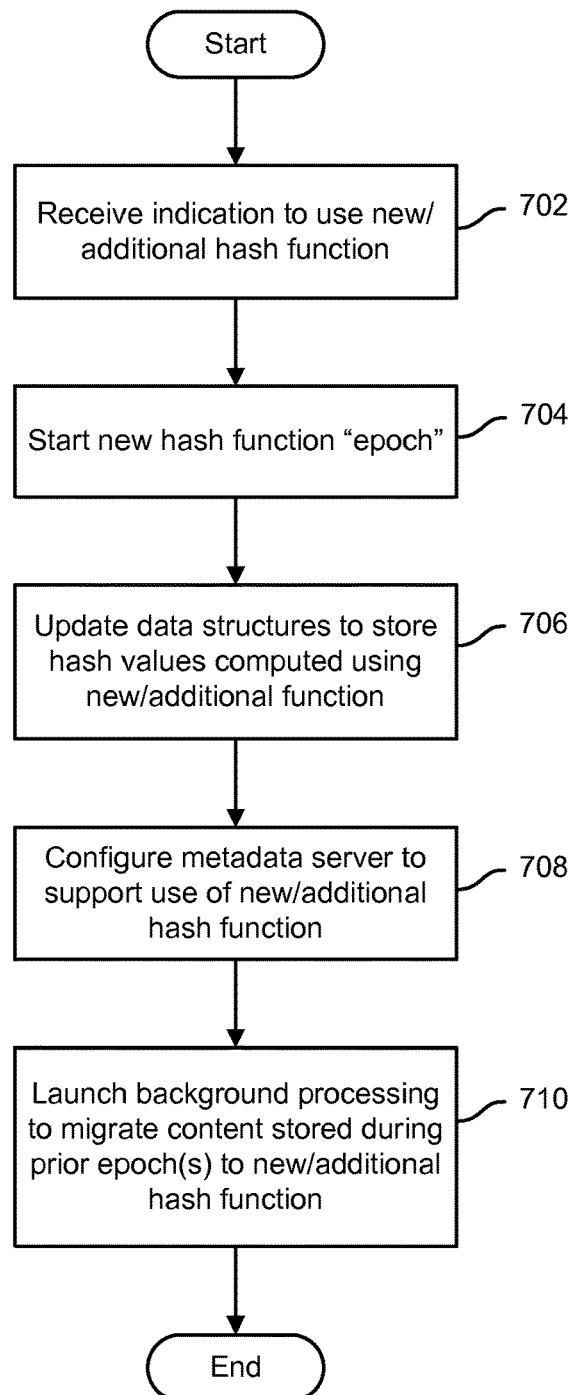 Start
Receive indication to use new/
additional hash function
702
Start new hash function “epoch”
704
Update data structures to store
hash values computed using
new/additional function
706
Configure metadata server to
support use of new/additional
hash function
708
Launch background processing
to migrate content stored during
prior epoch(s) to new/additional
hash function
710
End